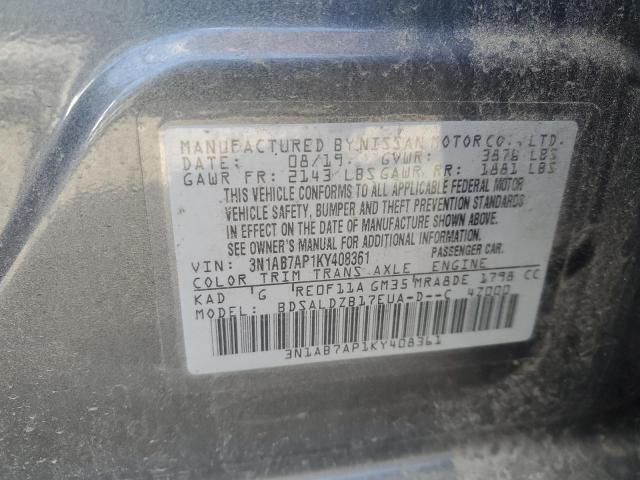 MANUFACTURED BY NISSAN MOTOR CO., LTD.
DATE: 08/19 GVWR: 3876 LBS
GAWR FR: 2143 LBS GAWR RR: 1881 LBS
THIS VEHICLE CONFORMS TO ALL APPLICABLE FEDERAL MOTOR
VEHICLE SAFETY, BUMPER AND THEFT PREVENTION STANDARDS
IN EFFECT ON THE DATE OF MANUFACTURE SHOWN ABOVE.
SEE OWNER'S MANUAL FOR ADDITIONAL
VIN: 3N1AB7AP1KY408361 PASSENGER CAR.
COLOR TRIM TRANS AXLE ENGINE
KAD G RE0F11A GM35 MRA8DE 1798 CC
MODEL: BDSALDZB17EUA-D--C 47000
3N1AB7AP1KY408361